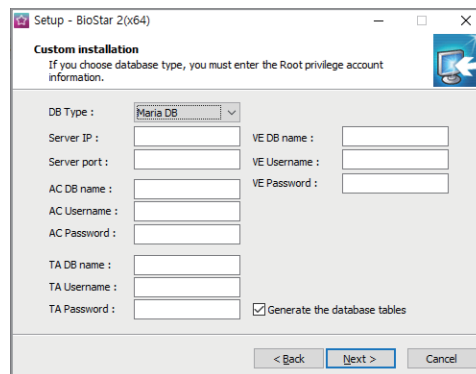 Setup - BioStar 2(x64)
Custom installation
If you choose database type, you must enter the Root privilege account
information.
DB Type :
Maria DB
Server IP :
Server port :
AC DB name :
AC Username :
AC Password :
TA DB name :
TA Username :
TA Password :
VE DB name :
VE Username :
VE Password :
Generate the database tables
< Back
Next >
Cancel